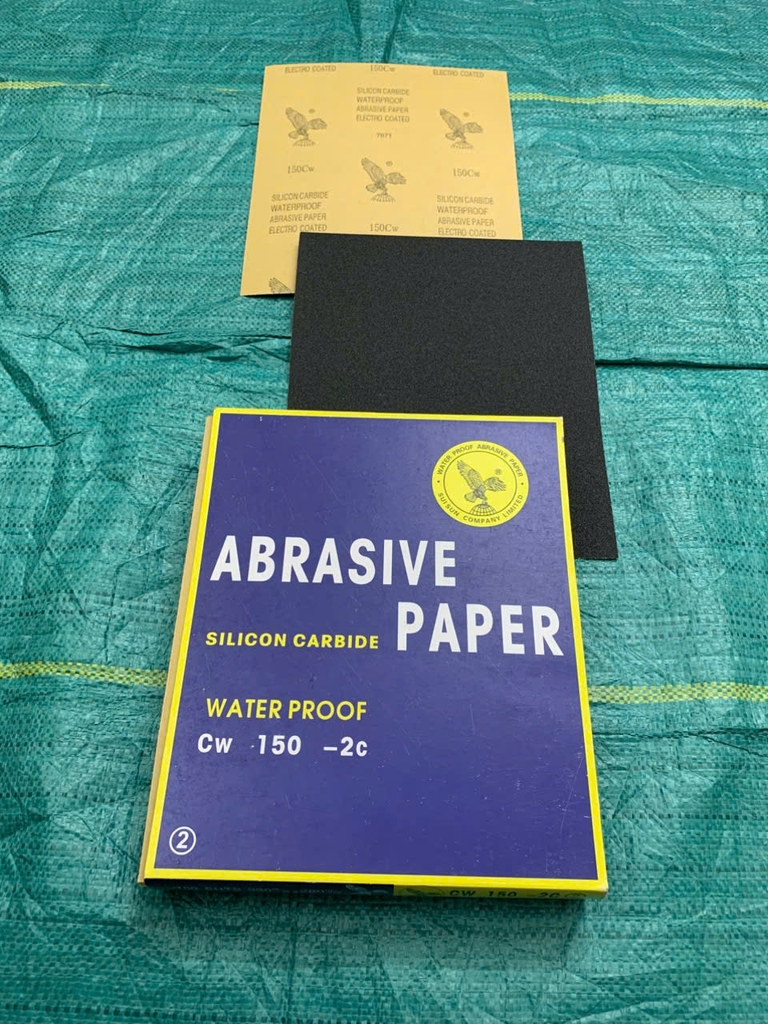 ELECTRO COATED 150Cw ELECTRO COATED
SILICON CARBIDE
WATERPROOF
ABRASIVE PAPER
ELECTRO COATED
®
7671
®
150Cw 150Cw
SILICON CARBIDE SILICON CARBIDE
WATERPROOF WATERPROOF
ABRASIVE PAPER ABRASIVE PAPER
ELECTRO COATED 150Cw ELECTRO COATED
WATER PROOF ABRASIVE PAPER
®
SUISUN COMPANY LIMITED
ABRASIVE
PAPER
SILICON CARBIDE
WATER PROOF
Cw 150 -2c
2
CW 150 -2C